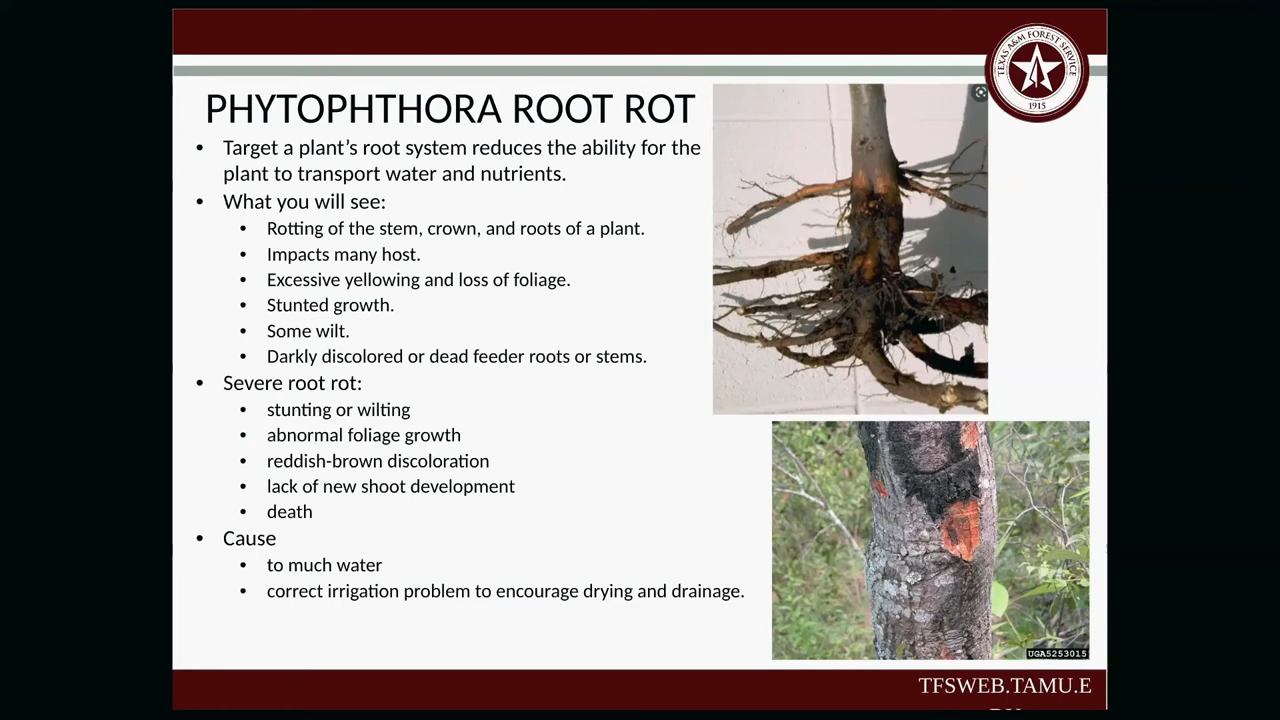 TEXAS A&M FOREST SERVICE
1915
PHYTOPHTHORA ROOT ROT
• Target a plant's root system reduces the ability for the
plant to transport water and nutrients.
• What you will see:
• Rotting of the stem, crown, and roots of a plant.
• Impacts many host.
• Excessive yellowing and loss of foliage.
• Stunted growth.
• Some wilt.
• Darkly discolored or dead feeder roots or stems.
• Severe root rot:
• stunting or wilting
• abnormal foliage growth
• reddish-brown discoloration
• lack of new shoot development
• death
• Cause
• to much water
• correct irrigation problem to encourage drying and drainage.
UGA5253015
TFSWEB.TAMU.E